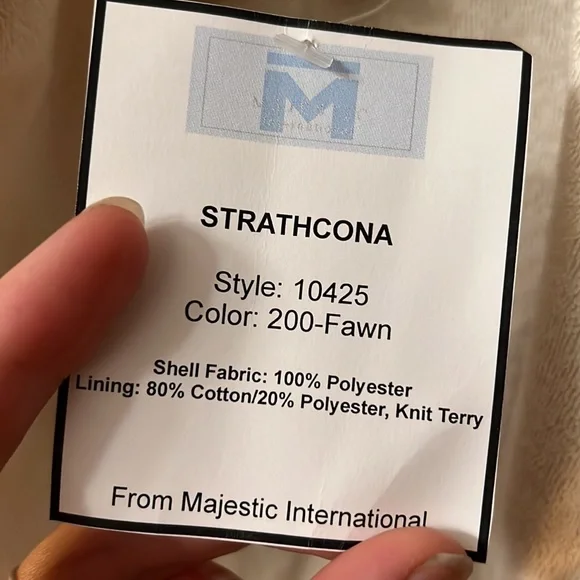 M
STRATHCONA
Style: 10425
Color: 200-Fawn
Shell Fabric: 100% Polyester
Lining: 80% Cotton/20% Polyester, Knit Terry
From Majestic International